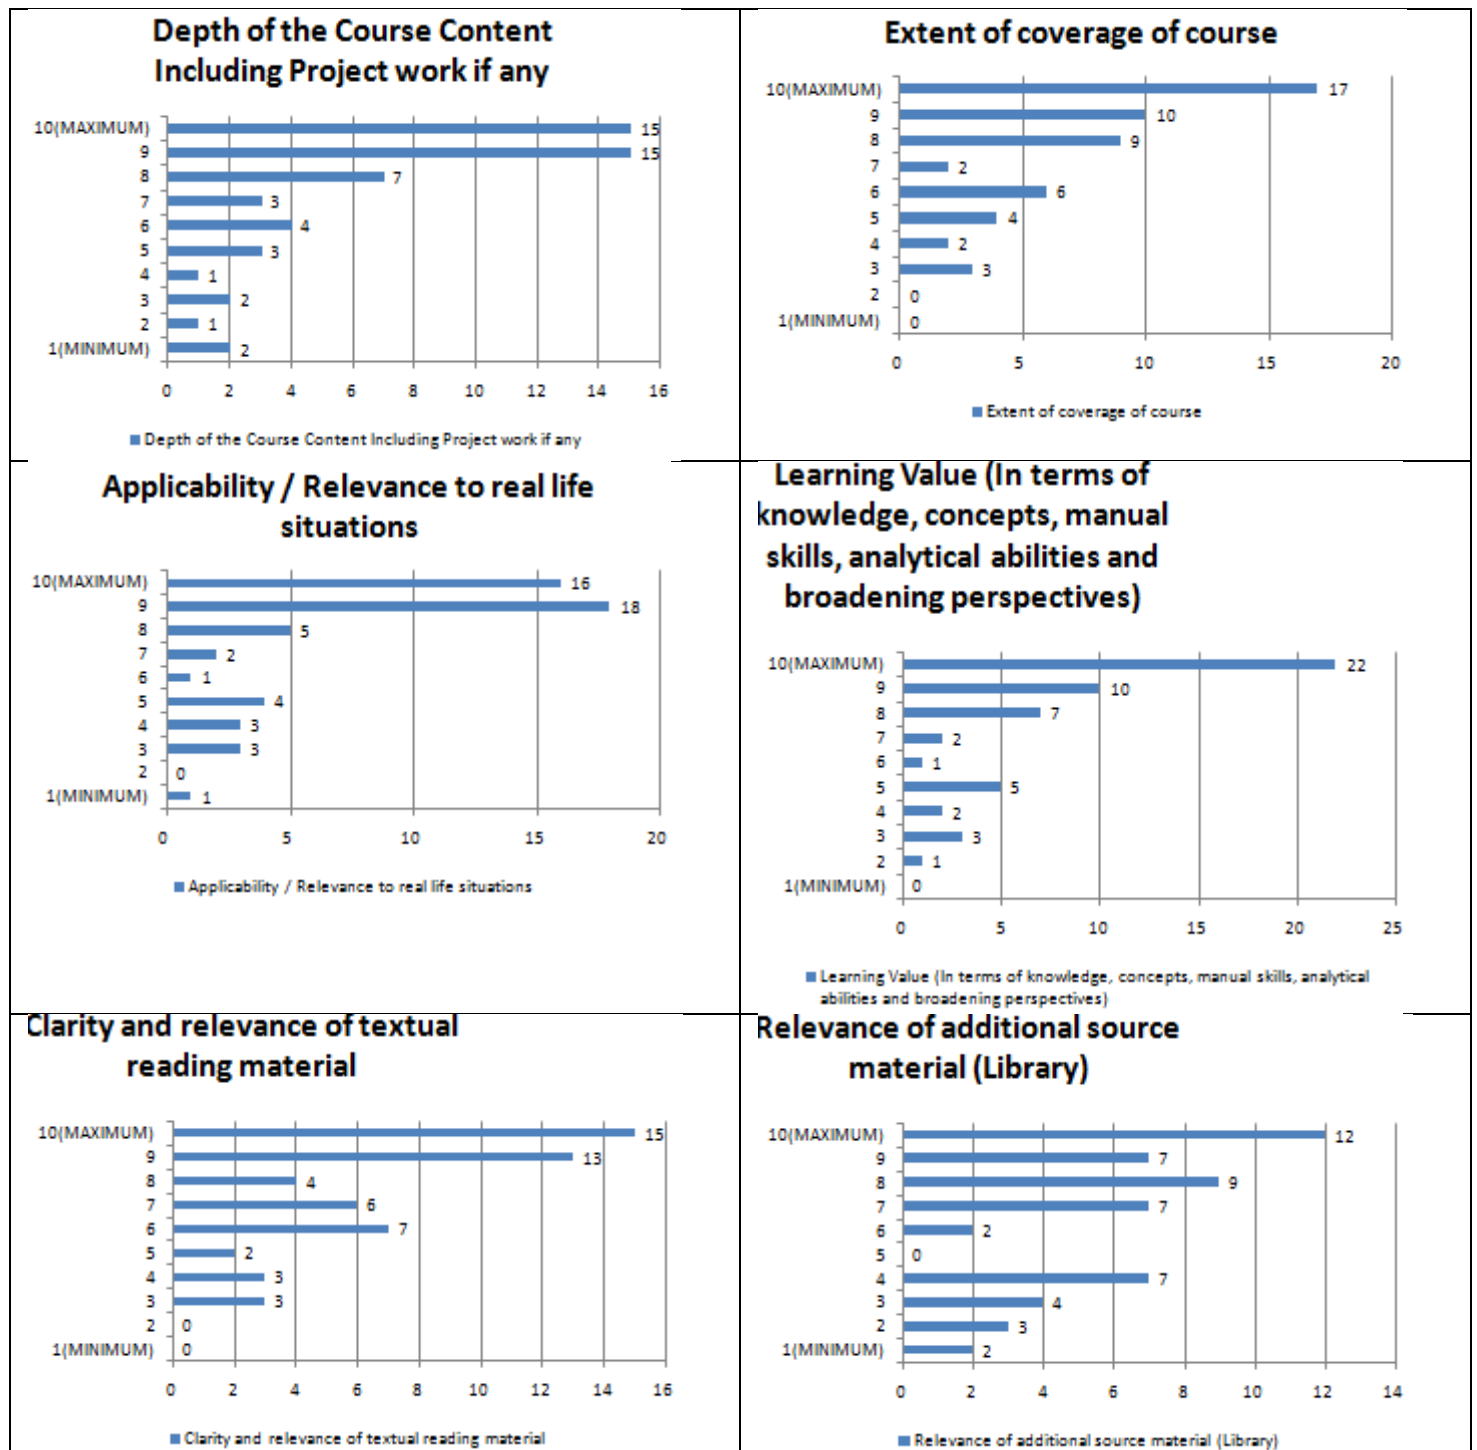 Depth of the Course Content
Including Project work if any
10(MAXIMUM) 15
9 15
8 7
7 3
6 4
5 3
4 1
3 2
2 1
1(MINIMUM) 2
0 2 4 6 8 10 12 14 16
Depth of the Course Content Including Project work if any
Extent of coverage of course
10(MAXIMUM) 17
9 10
8 9
7 2
6 6
5 4
4 2
3 3
2 0
1(MINIMUM) 0
0 5 10 15 20
Extent of coverage of course
Applicability / Relevance to real life
situations
10(MAXIMUM) 16
9 18
8 5
7 2
6 1
5 4
4 3
3 3
2 0
1(MINIMUM) 1
0 5 10 15 20
Applicability / Relevance to real life situations
Learning Value (In terms of
knowledge, concepts, manual
skills, analytical abilities and
broadening perspectives)
10(MAXIMUM) 22
9 10
8 7
7 2
6 1
5 5
4 2
3 3
2 1
1(MINIMUM) 0
0 5 10 15 20 25
Learning Value (In terms of knowledge, concepts, manual skills, analytical
abilities and broadening perspectives)
Clarity and relevance of textual
reading material
10(MAXIMUM) 15
9 13
8 4
7 6
6 7
5 2
4 3
3 3
2 0
1(MINIMUM) 0
0 2 4 6 8 10 12 14 16
Clarity and relevance of textual reading material
Relevance of additional source
material (Library)
10(MAXIMUM) 12
9 7
8 9
7 7
6 2
5 0
4 7
3 4
2 3
1(MINIMUM) 2
0 2 4 6 8 10 12 14
Relevance of additional source material (Library)